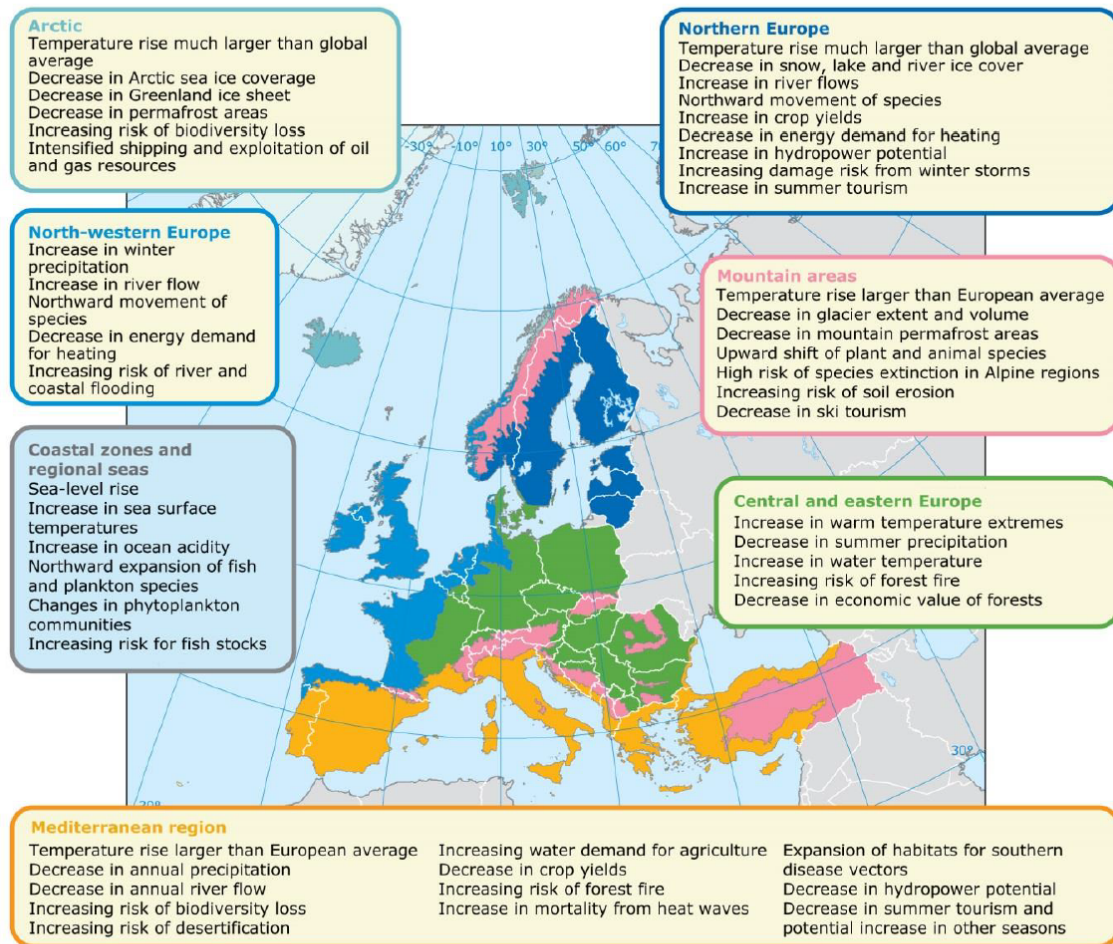 Arctic
Temperature rise much larger than global
average
Decrease in Arctic sea ice coverage
Decrease in Greenland ice sheet
Decrease in permafrost areas
Increasing risk of biodiversity loss
Intensified shipping and exploitation of oil
and gas resources
Northern Europe
Temperature rise much larger than global average
Decrease in snow, lake and river ice cover
Increase in river flows
Northward movement of species
Increase in crop yields
Decrease in energy demand for heating
Increase in hydropower potential
Increasing damage risk from winter storms
Increase in summer tourism
-30° -10° 10° 30° 50° 60°
North-western Europe
Increase in winter
precipitation
Increase in river flow
Northward movement of
species
Decrease in energy demand
for heating
Increasing risk of river and
coastal flooding
Mountain areas
Temperature rise larger than European average
Decrease in glacier extent and volume
Decrease in mountain permafrost areas
Upward shift of plant and animal species
High risk of species extinction in Alpine regions
Increasing risk of soil erosion
Decrease in ski tourism
Coastal zones and
regional seas
Sea-level rise
Increase in sea surface
temperatures
Increase in ocean acidity
Northward expansion of fish
and plankton species
Changes in phytoplankton
communities
Increasing risk for fish stocks
Central and eastern Europe
Increase in warm temperature extremes
Decrease in summer precipitation
Increase in water temperature
Increasing risk of forest fire
Decrease in economic value of forests
30°
Mediterranean region
Temperature rise larger than European average
Decrease in annual precipitation
Decrease in annual river flow
Increasing risk of biodiversity loss
Increasing risk of desertification
Increasing water demand for agriculture
Decrease in crop yields
Increasing risk of forest fire
Increase in mortality from heat waves
Expansion of habitats for southern
disease vectors
Decrease in hydropower potential
Decrease in summer tourism and
potential increase in other seasons